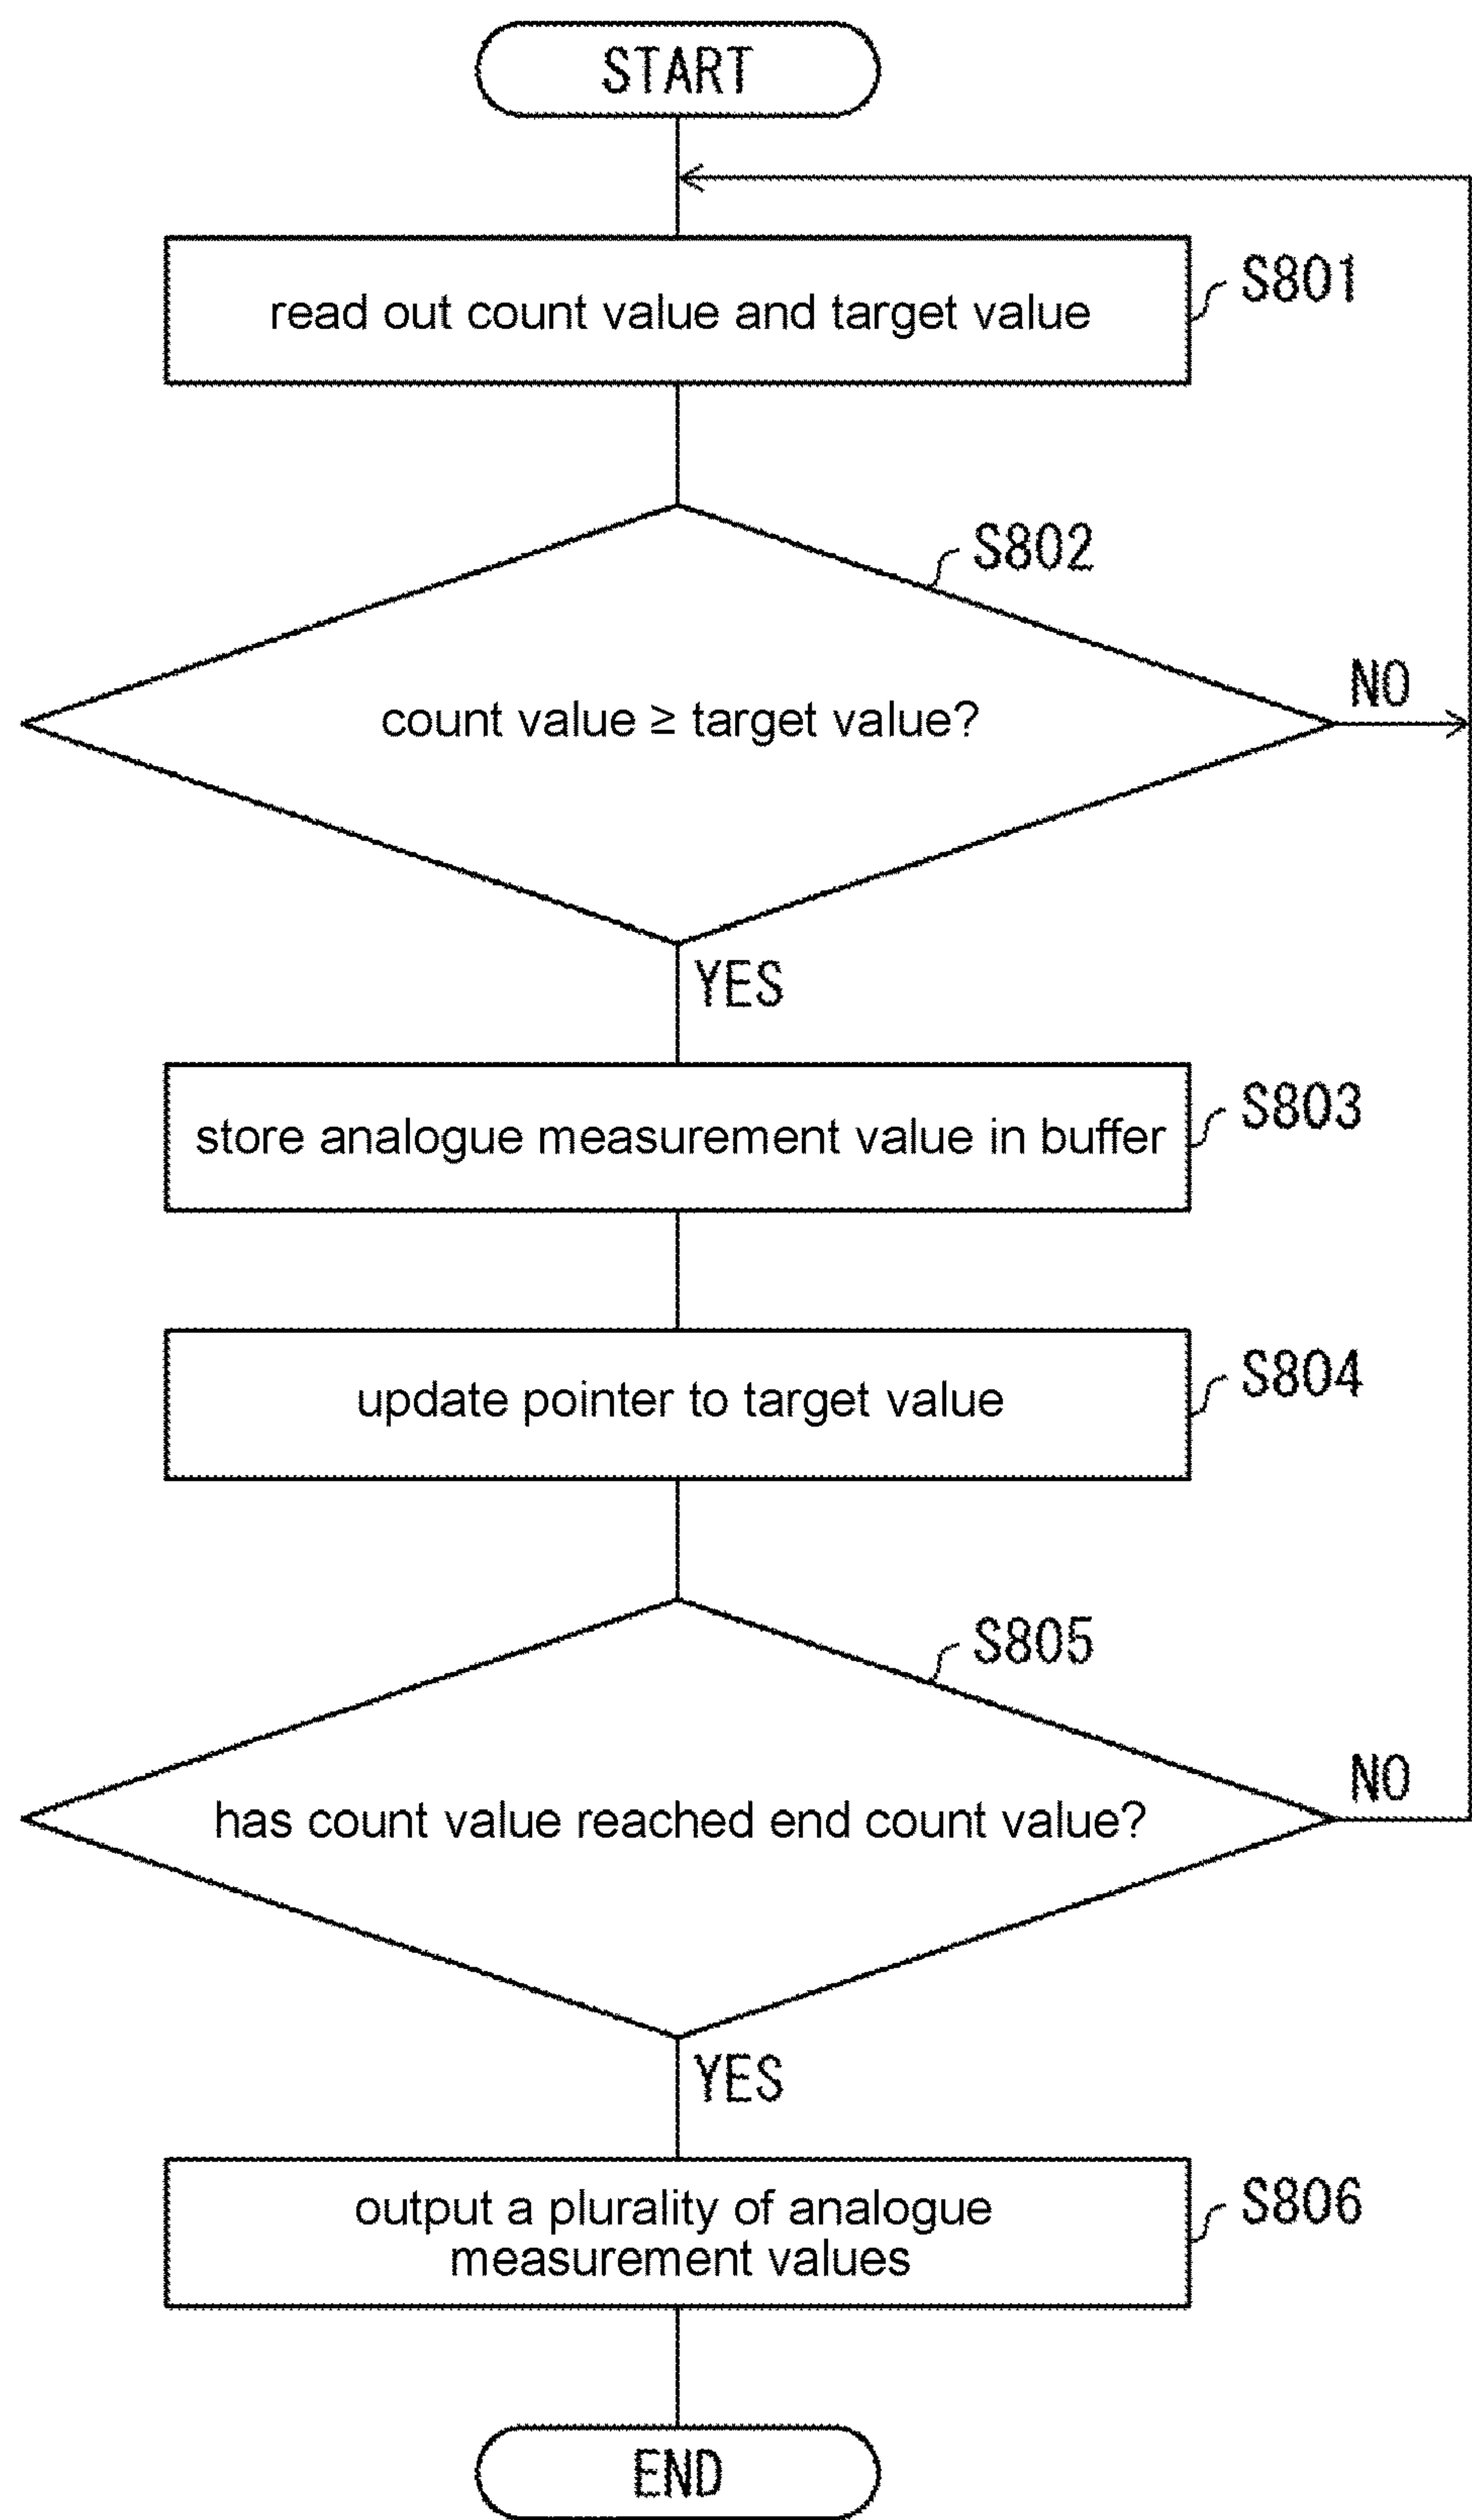 START
read out count value and target value
S801
S802
count value ≥ target value?
NO
YES
store analogue measurement value in buffer
S803
update pointer to target value
S804
S805
has count value reached end count value?
NO
YES
output a plurality of analogue
measurement values
S806
END